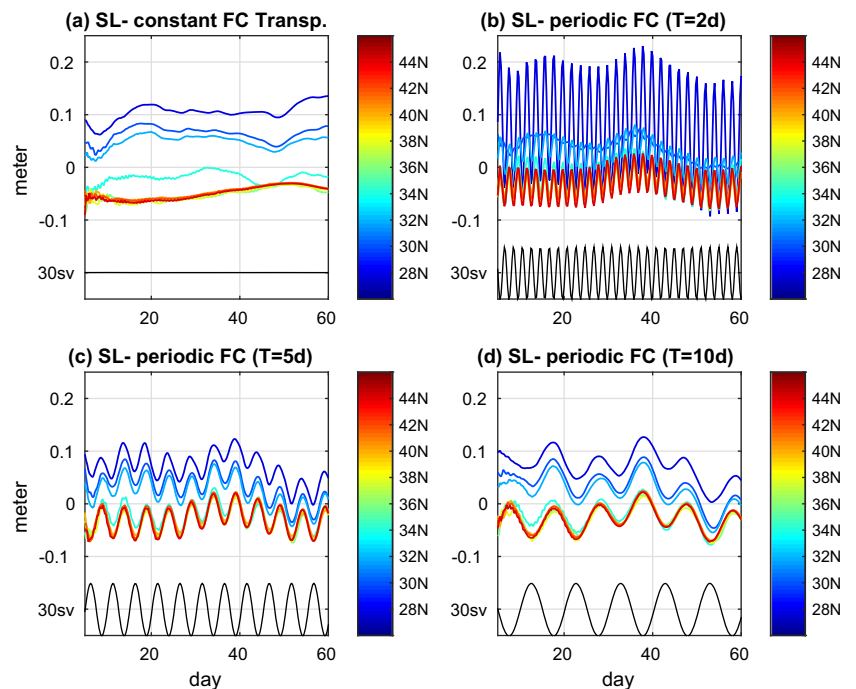 (a) SL- constant FC Transp.
0.2
0.1
0
-0.1
30sv
meter
20
40
60
44N
42N
40N
38N
36N
34N
32N
30N
28N
(b) SL- periodic FC (T=2d)
0.2
0.1
0
-0.1
30sv
20
40
60
44N
42N
40N
38N
36N
34N
32N
30N
28N
(c) SL- periodic FC (T=5d)
0.2
0.1
0
-0.1
30sv
meter
20
40
60
day
44N
42N
40N
38N
36N
34N
32N
30N
28N
(d) SL- periodic FC (T=10d)
0.2
0.1
0
-0.1
30sv
20
40
60
day
44N
42N
40N
38N
36N
34N
32N
30N
28N